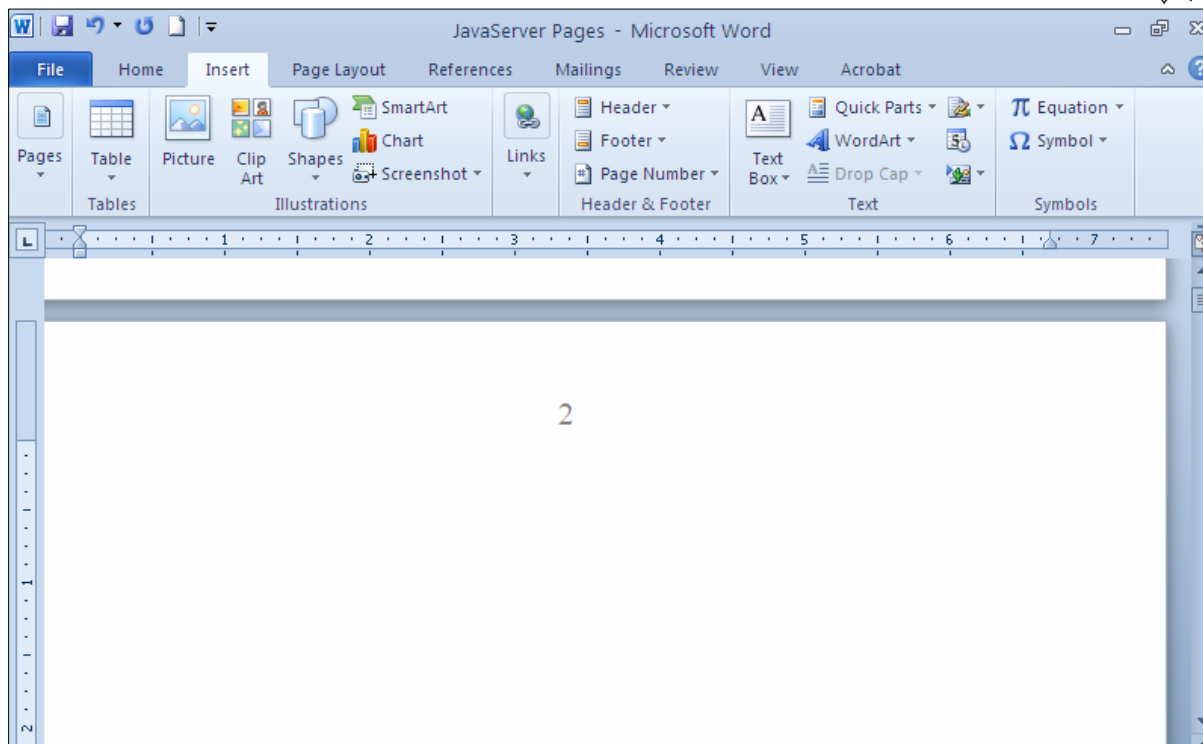 W JavaServer Pages - Microsoft Word
File Home Insert Page Layout References Mailings Review View Acrobat
Pages
Table
Picture
Clip Art
Shapes
SmartArt
Chart
Screenshot
Links
Header
Footer
Page Number
A
Text Box
Quick Parts
WordArt
Drop Cap
π Equation
Ω Symbol
Tables Illustrations Header & Footer Text Symbols
L 1 2 3 4 5 6 7
2
1
2